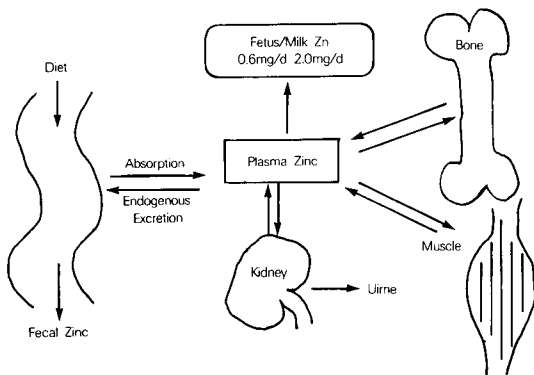 Fetus/Milk Zn
0.6mg/d 2.0mg/d
Bone
Diet
Absorption
Plasma Zinc
Endogenous
Excretion
Muscle
Kidney
Uirne
Fecal Zinc